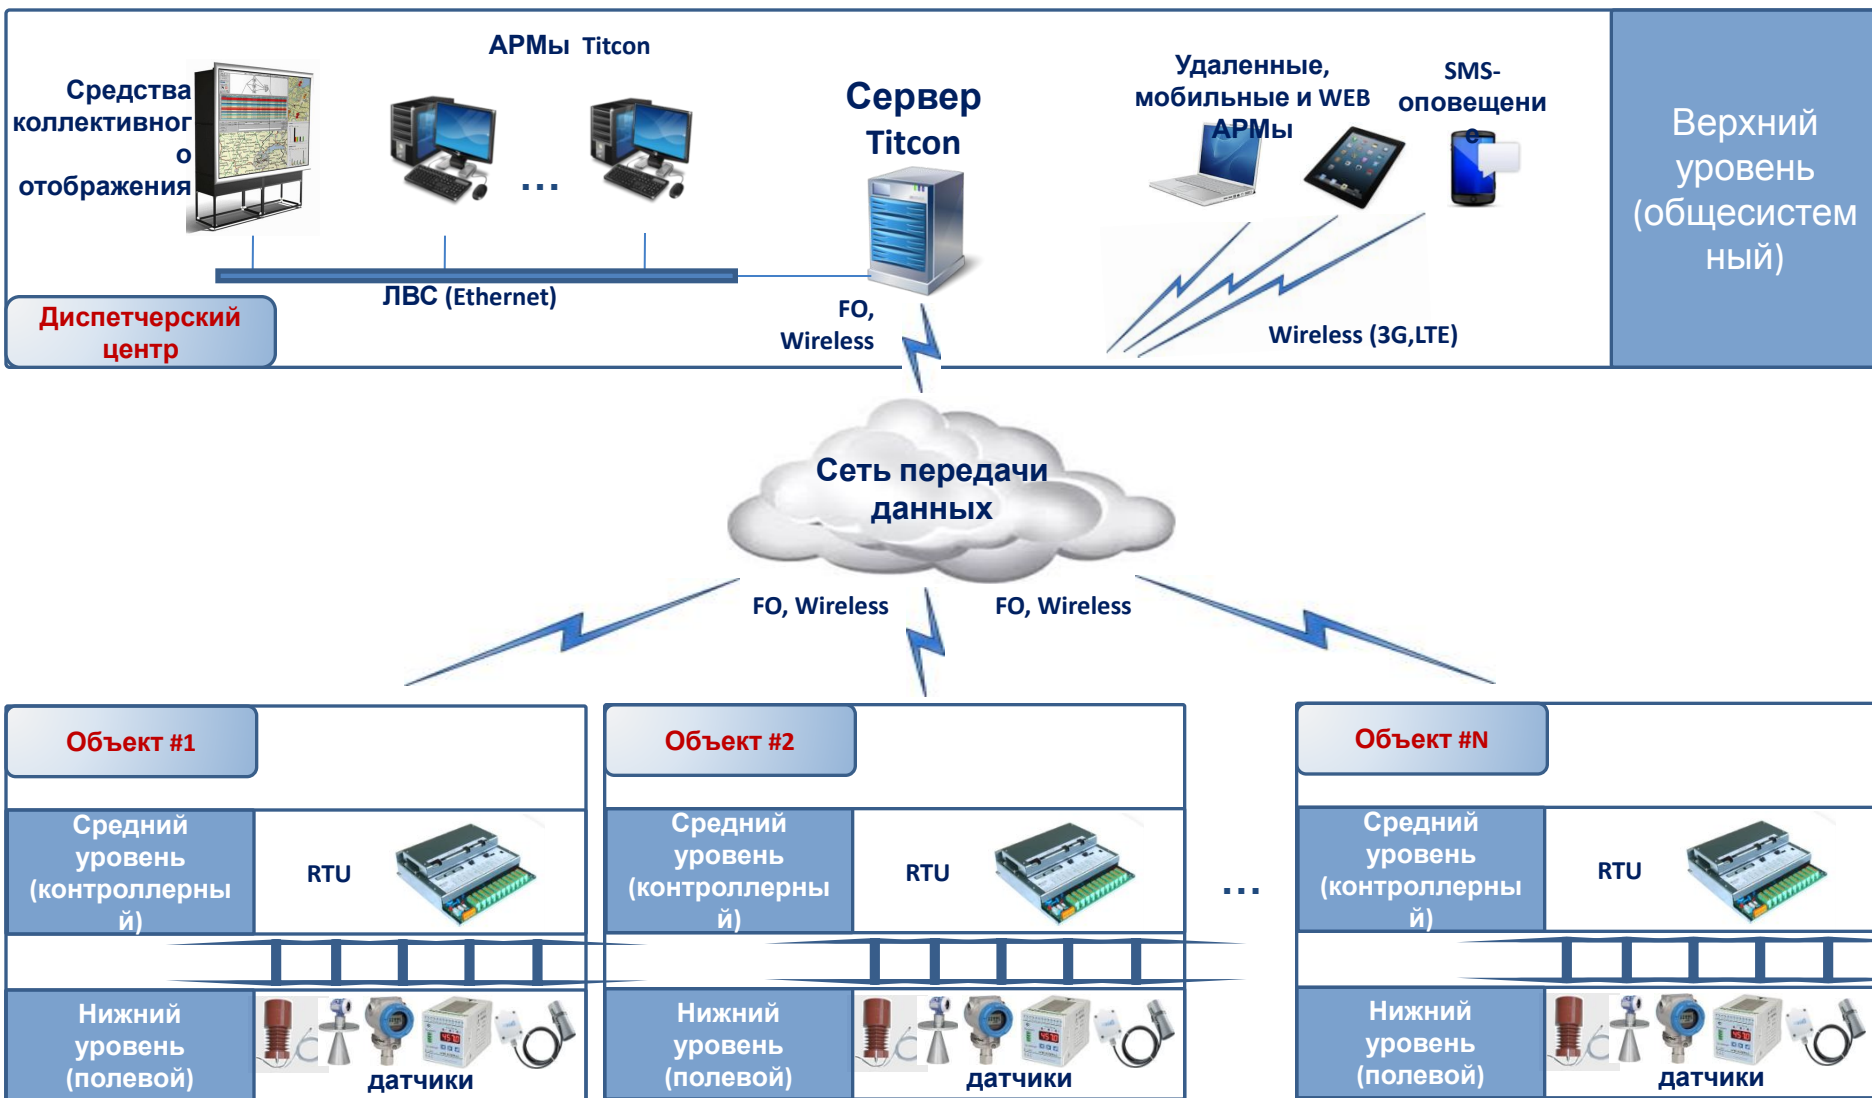 АРМы Titcon
Средства
коллективног
о
отображения
Сервер
Titcon
Удаленные,
мобильные и WEB
АРМы
SMS-
оповещени
е
Верхний
уровень
(общесистем
ный)
ЛВС (Ethernet)
Диспетчерский
центр
FO,
Wireless
Wireless (3G,LTE)
...
Сеть передачи
данных
FO, Wireless
FO, Wireless
Объект #1
Средний
уровень
(контроллерны
й)
RTU
Нижний
уровень
(полевой)
датчики
Объект #2
Средний
уровень
(контроллерны
й)
RTU
Нижний
уровень
(полевой)
датчики
...
Объект #N
Средний
уровень
(контроллерны
й)
RTU
Нижний
уровень
(полевой)
датчики